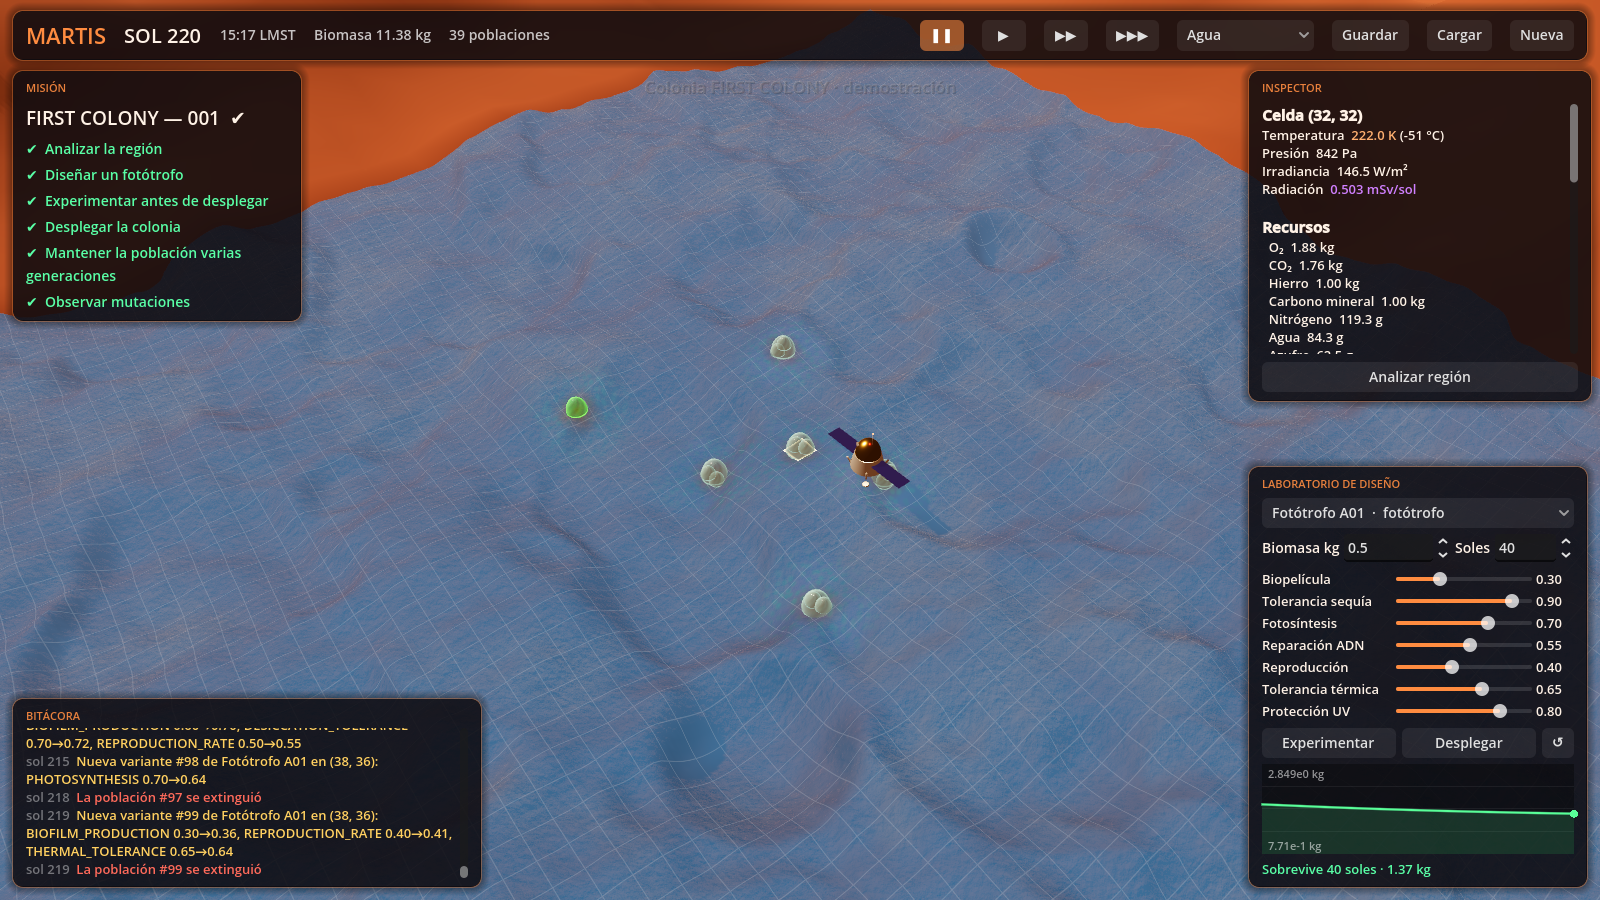 MARTIS SOL 220 15:17 LMST Biomasa 11.38 kg 39 poblaciones Agua Guardar Cargar Nueva
MISIÓN
FIRST COLONY — 001 ✔
✔ Analizar la región
✔ Diseñar un fotótrofo
✔ Experimentar antes de desplegar
✔ Desplegar la colonia
✔ Mantener la población varias
generaciones
✔ Observar mutaciones
Colonia FIRST COLONY · demostración
INSPECTOR
Celda (32, 32)
Temperatura 222.0 K (-51 °C)
Presión 842 Pa
Irradiancia 146.5 W/m²
Radiación 0.503 mSv/sol
Recursos
O₂ 1.88 kg
CO₂ 1.76 kg
Hierro 1.00 kg
Carbono mineral 1.00 kg
Nitrógeno 119.3 g
Agua 84.3 g
Analizar región
LABORATORIO DE DISEÑO
Fotótrofo A01 · fotótrofo
Biomasa kg 0.5 Soles 40
Biopelícula 0.30
Tolerancia sequía 0.90
Fotosíntesis 0.70
Reparación ADN 0.55
Reproducción 0.40
Tolerancia térmica 0.65
Protección UV 0.80
Experimentar Desplegar ↺
2.849e0 kg
7.71e-1 kg
Sobrevive 40 soles · 1.37 kg
BITÁCORA
0.70→0.72, REPRODUCTION_RATE 0.50→0.55
sol 215 Nueva variante #98 de Fotótrofo A01 en (38, 36):
PHOTOSYNTHESIS 0.70→0.64
sol 218 La población #97 se extinguió
sol 219 Nueva variante #99 de Fotótrofo A01 en (38, 36):
BIOFILM_PRODUCTION 0.30→0.36, REPRODUCTION_RATE 0.40→0.41,
THERMAL_TOLERANCE 0.65→0.64
sol 219 La población #99 se extinguió